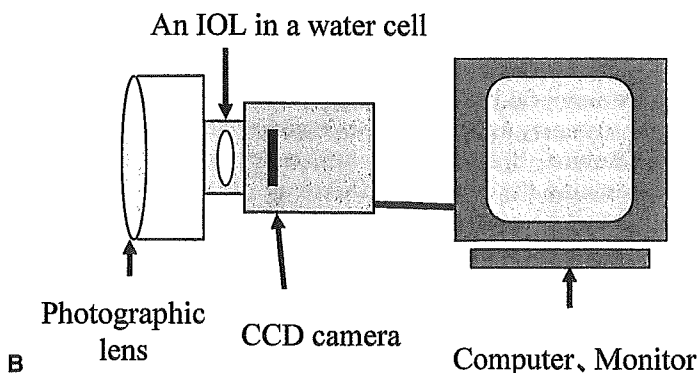 An IOL in a water cell
Photographic
lens
CCD camera
Computer、Monitor
B